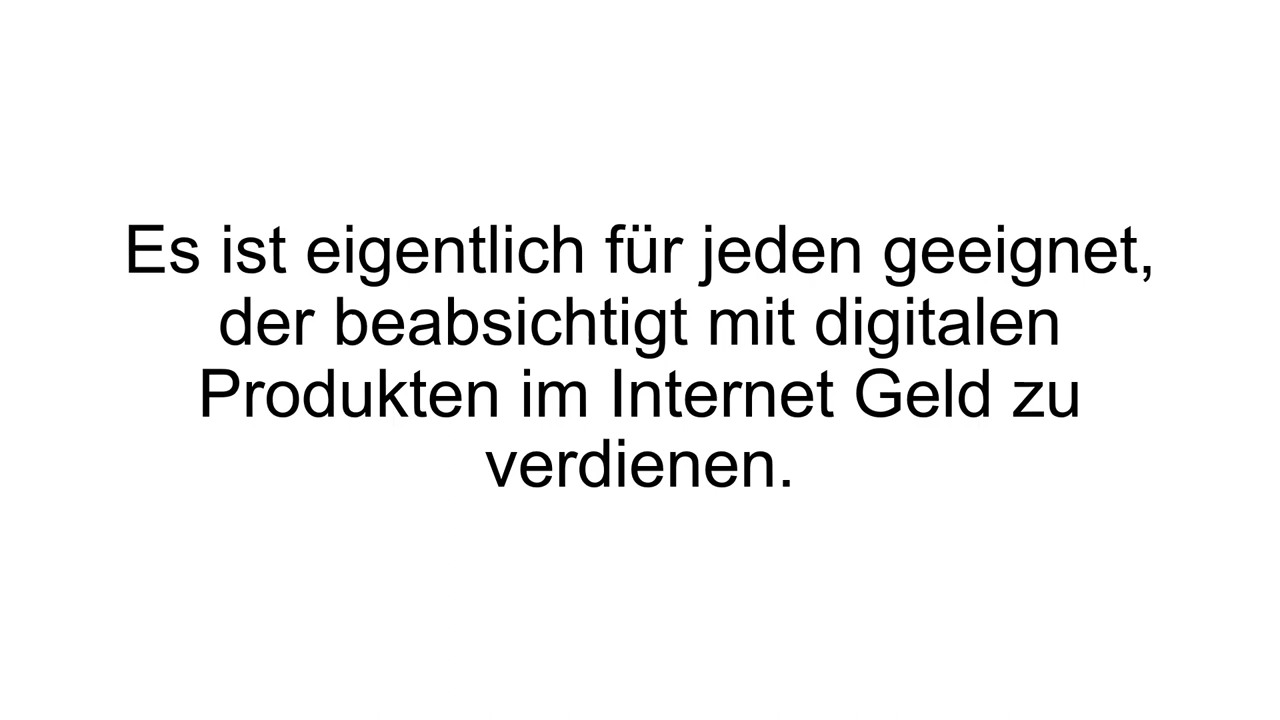 Es ist eigentlich für jeden geeignet,
der beabsichtigt mit digitalen
Produkten im Internet Geld zu
verdienen.